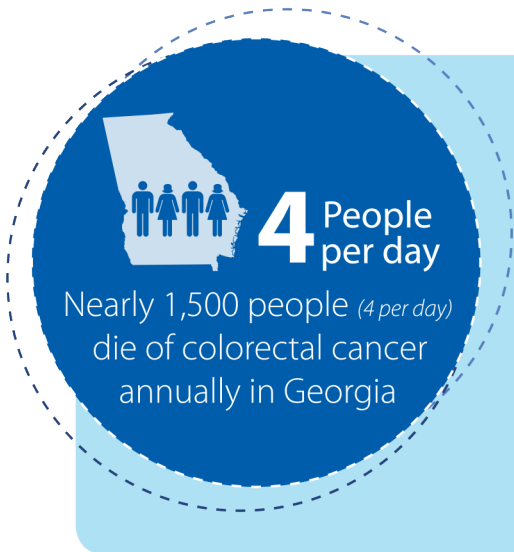 4 People
per day
Nearly 1,500 people (4 per day)
die of colorectal cancer
annually in Georgia